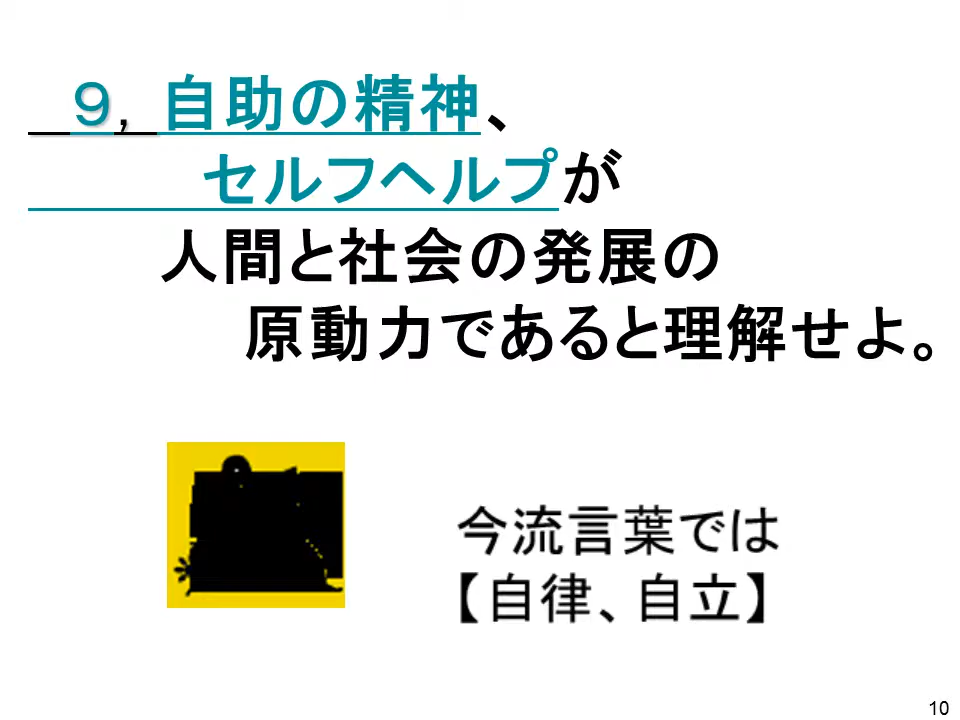 ９，自助の精神、
セルフヘルプが
人間と社会の発展の
原動力であると理解せよ。
今流言葉では
【自律、自立】
10